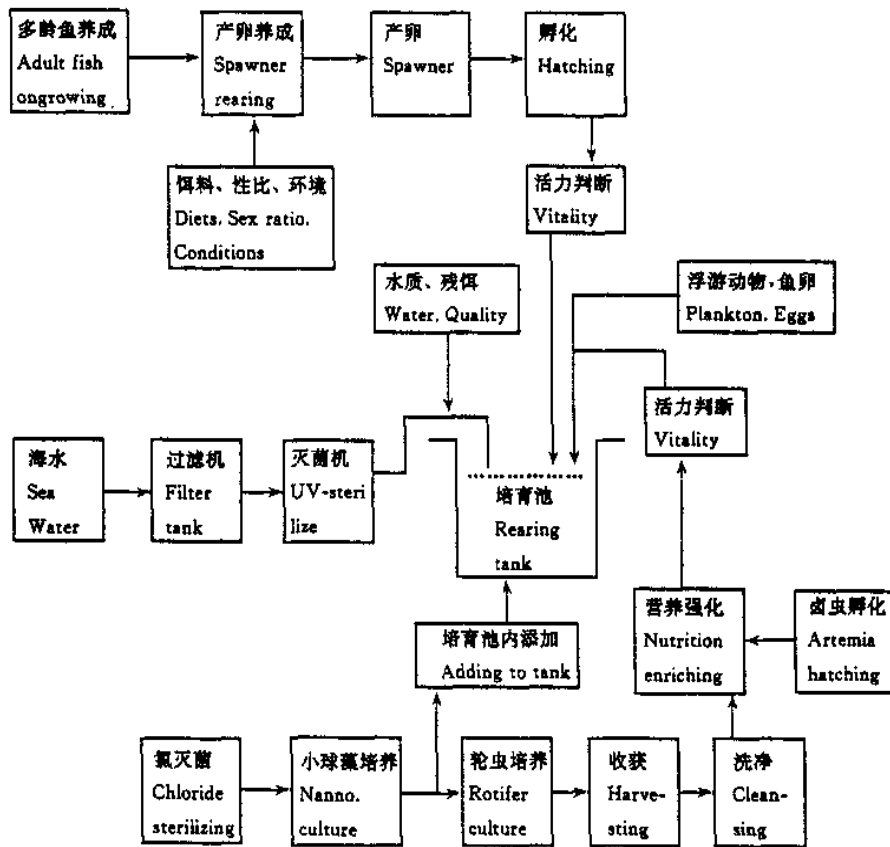 多龄鱼养成
Adult fish
ongrowing
产卵养成
Spawner
rearing
产卵
Spawner
孵化
Hatching
饵料、性比、环境
Diets, Sex ratio,
Conditions
活力判断
Vitality
水质、残饵
Water, Quality
浮游动物,鱼卵
Plankton, Eggs
活力判断
Vitality
海水
Sea
Water
过滤机
Filter
tank
灭菌机
UV-steri
lize
培育池
Rearing
tank
培育池内添加
Adding to tank
营养强化
Nutrition
enriching
卤虫孵化
Artemia
hatching
氯灭菌
Chloride
sterilizing
小球藻培养
Nanno.
culture
轮虫培养
Rotifer
culture
收获
Harve-
sting
洗净
Clean-
sing